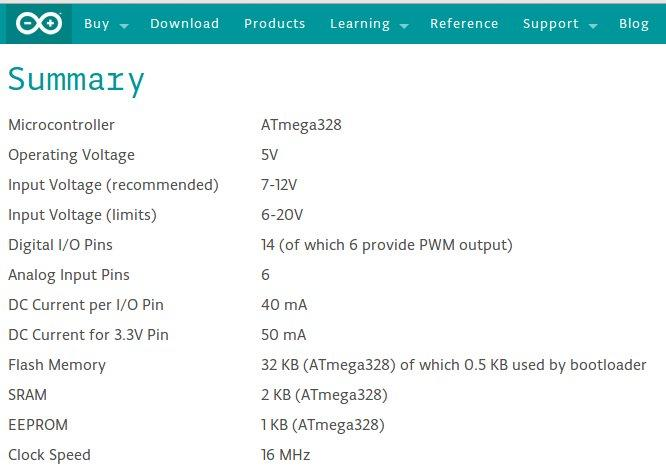 Buy Download Products Learning Reference Support Blog
Summary
Microcontroller ATmega328
Operating Voltage 5V
Input Voltage (recommended) 7-12V
Input Voltage (limits) 6-20V
Digital I/O Pins 14 (of which 6 provide PWM output)
Analog Input Pins 6
DC Current per I/O Pin 40 mA
DC Current for 3.3V Pin 50 mA
Flash Memory 32 KB (ATmega328) of which 0.5 KB used by bootloader
SRAM 2 KB (ATmega328)
EEPROM 1 KB (ATmega328)
Clock Speed 16 MHz